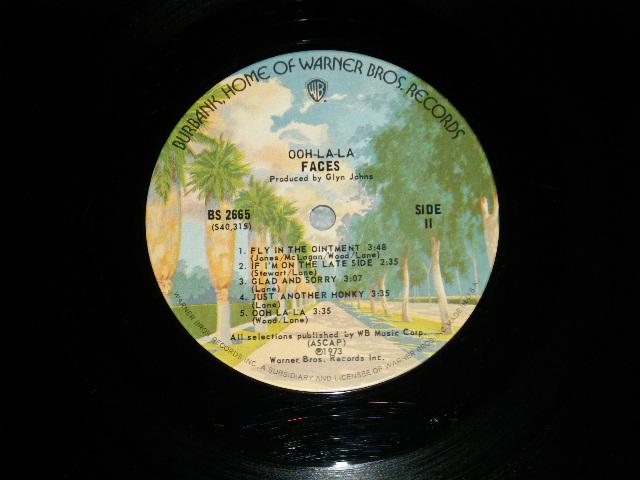 BURBANK, HOME OF WARNER BROS. RECORDS
WB
OOH-LA-LA
FACES
Produced by Glyn Johns
BS 2665
(S40,315)
SIDE
II
1. FLY IN THE OINTMENT 3:48
(Jones/McLagan/Wood/Lane)
2. IF I'M ON THE LATE SIDE 2:35
(Stewart/Lane)
3. GLAD AND SORRY 3:07
(Lane)
4. JUST ANOTHER HONKY 3:35
(Lane)
5. OOH LA LA 3:35
(Wood/Lane)
All selections published by WB Music Corp.
(ASCAP)
℗1973
Warner Bros. Records Inc.
WARNER BROS. RECORDS INC., A SUBSIDIARY AND LICENSEE OF WARNER BROS. INC.